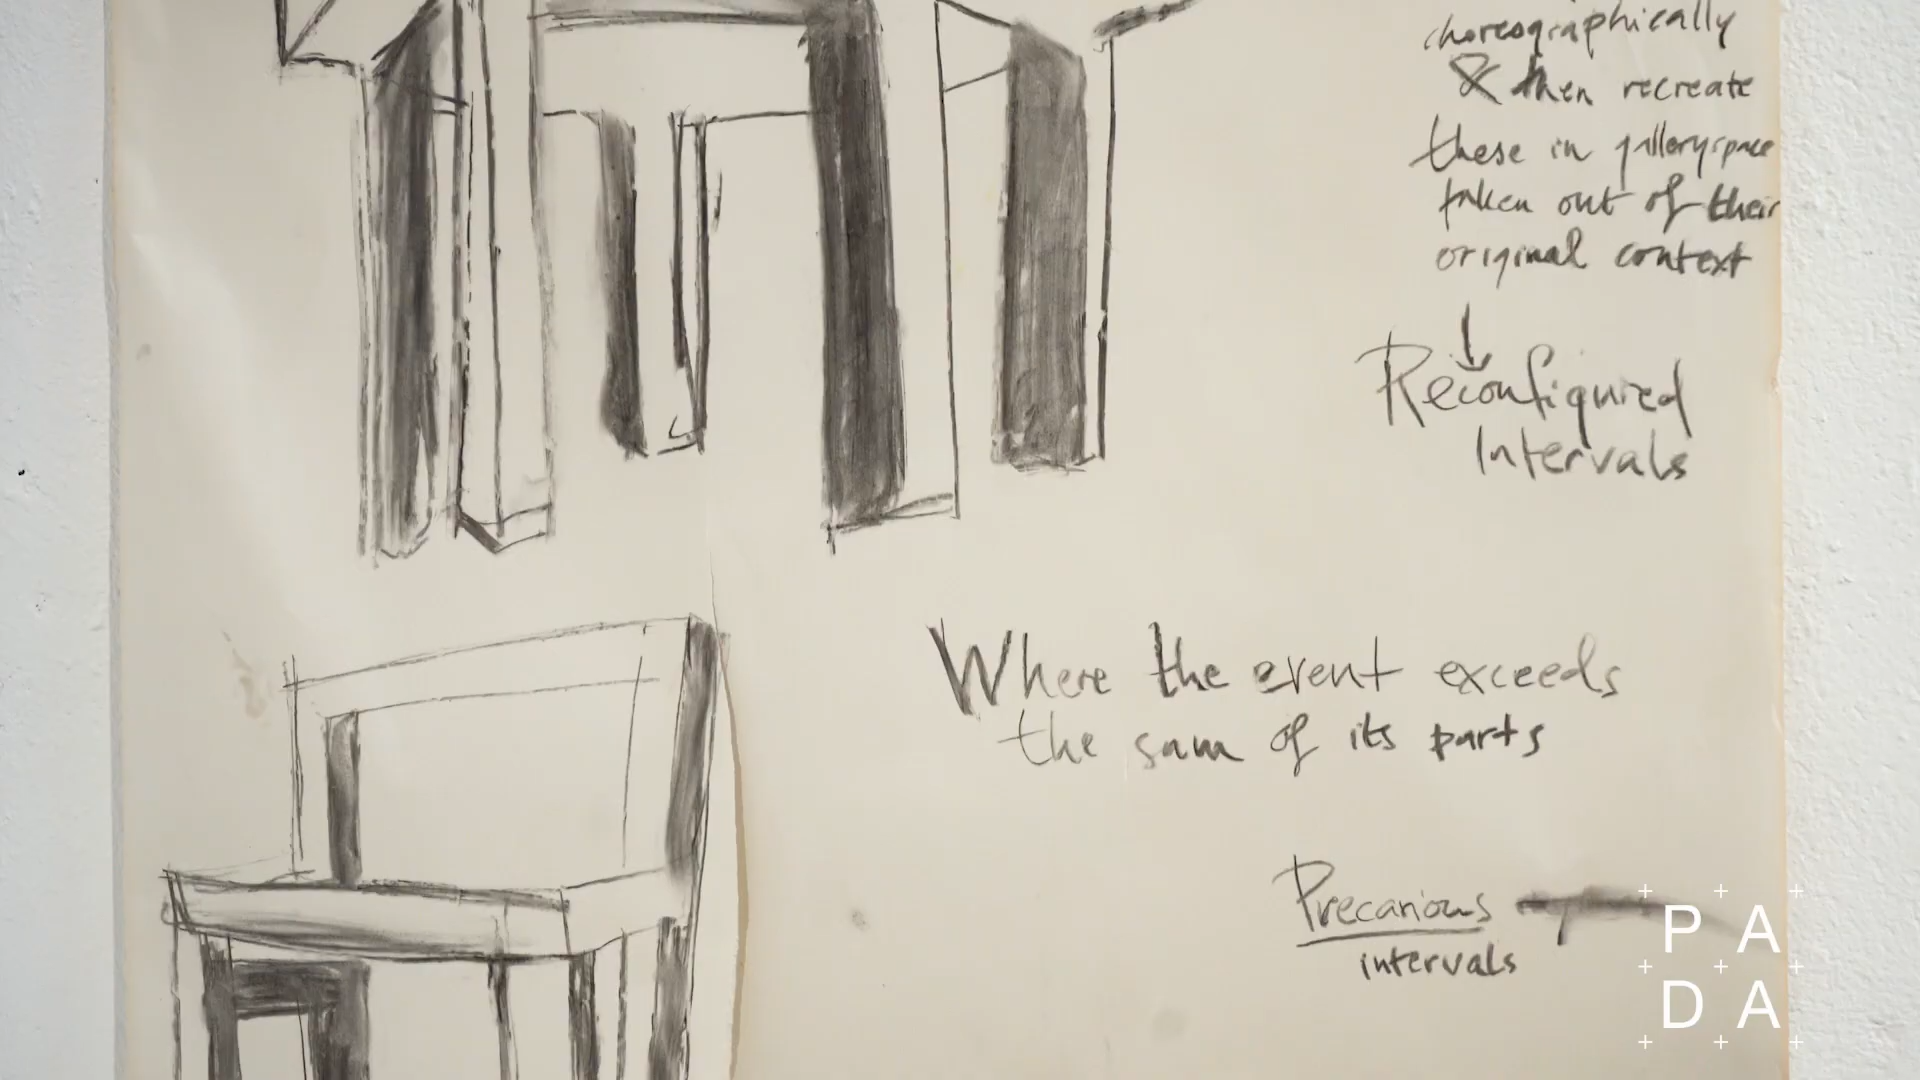 choreographically
& then recreate
these in galleryspace
taken out of their
original context
Reconfigured
Intervals
Where the event exceeds
the sum of its parts
Precarious
intervals
P A
D A